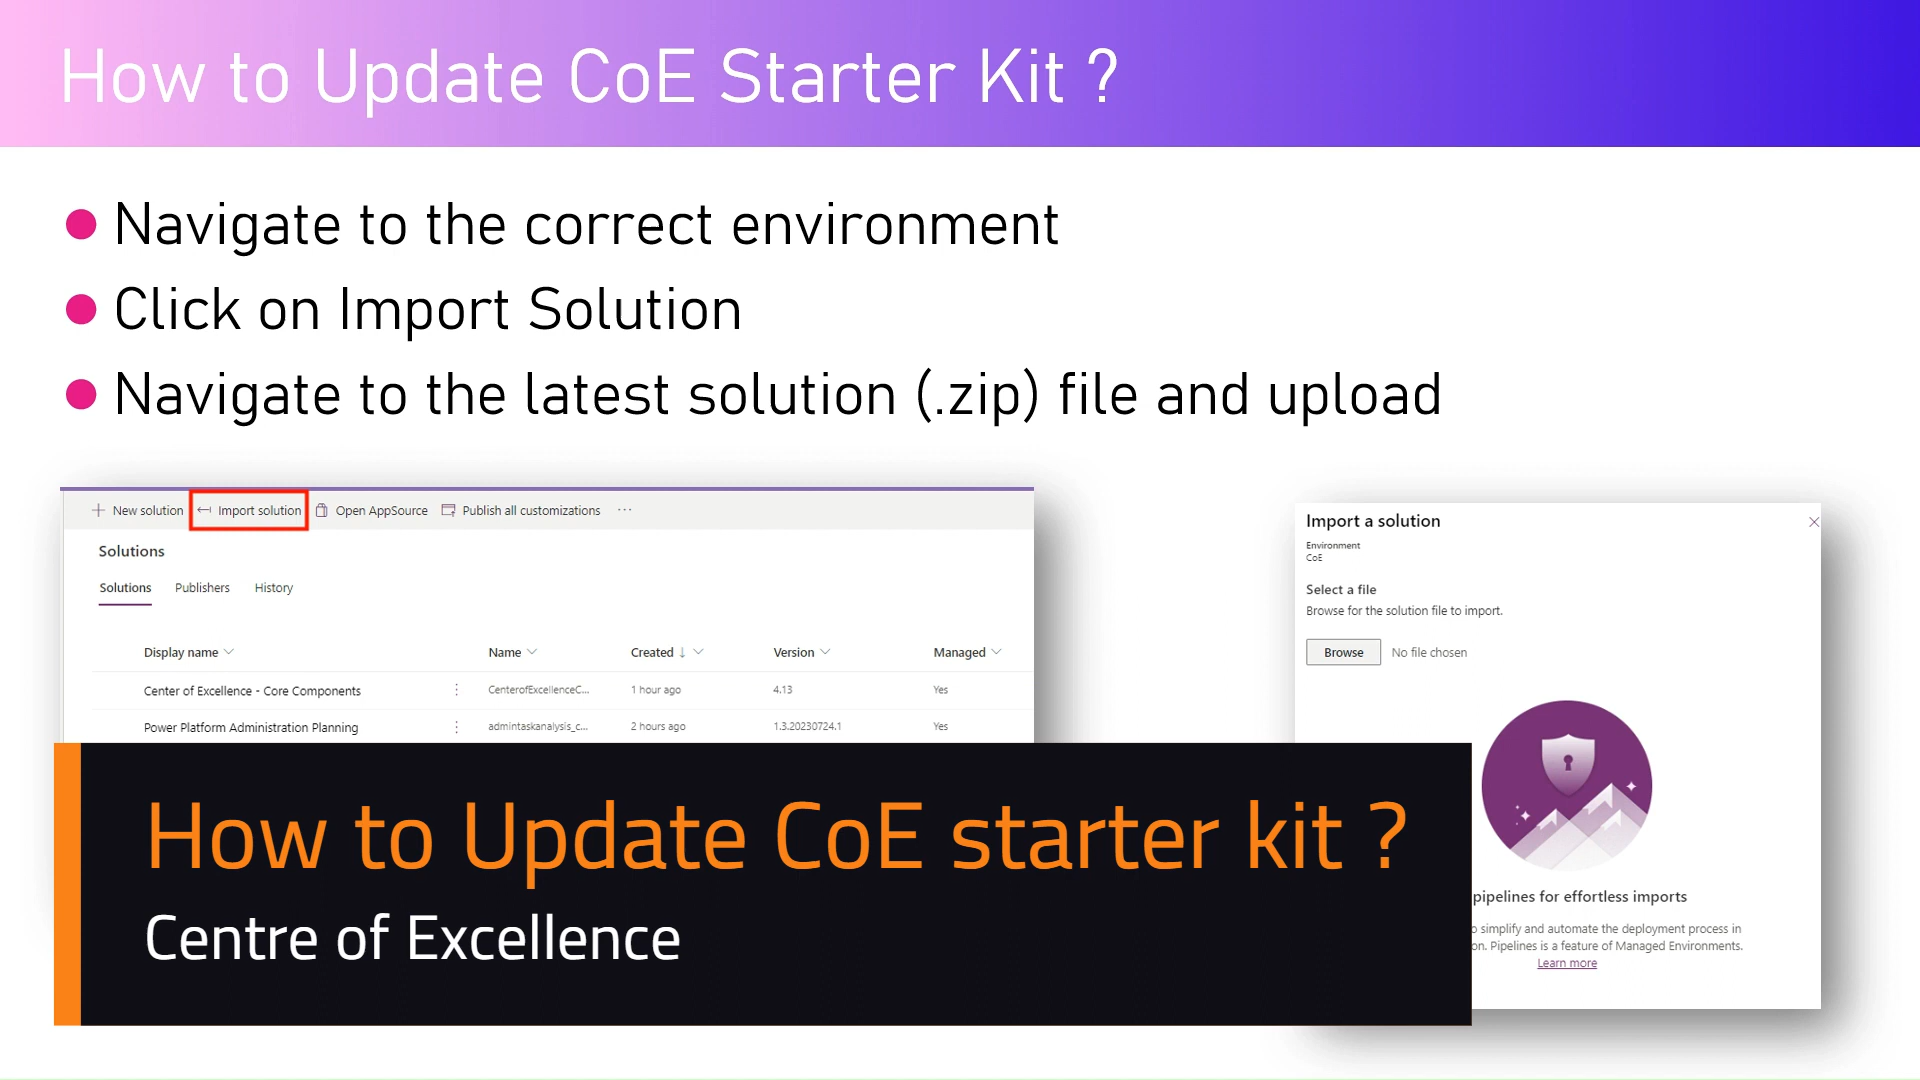 How to Update CoE Starter Kit ?
Navigate to the correct environment
Click on Import Solution
Navigate to the latest solution (.zip) file and upload
New solution Import solution Open AppSource Publish all customizations ...
Solutions
Solutions Publishers History
Display name Name Created Version Managed
Center of Excellence - Core Components CenterofExcellenceC... 1 hour ago 4.13 Yes
Power Platform Administration Planning admintaskanalysis_c... 2 hours ago 1.3.20230724.1 Yes
Import a solution
Environment
CoE
Select a file
Browse for the solution file to import.
Browse No file chosen
pipelines for effortless imports
o simplify and automate the deployment process in
on. Pipelines is a feature of Managed Environments.
Learn more
How to Update CoE starter kit ?
Centre of Excellence